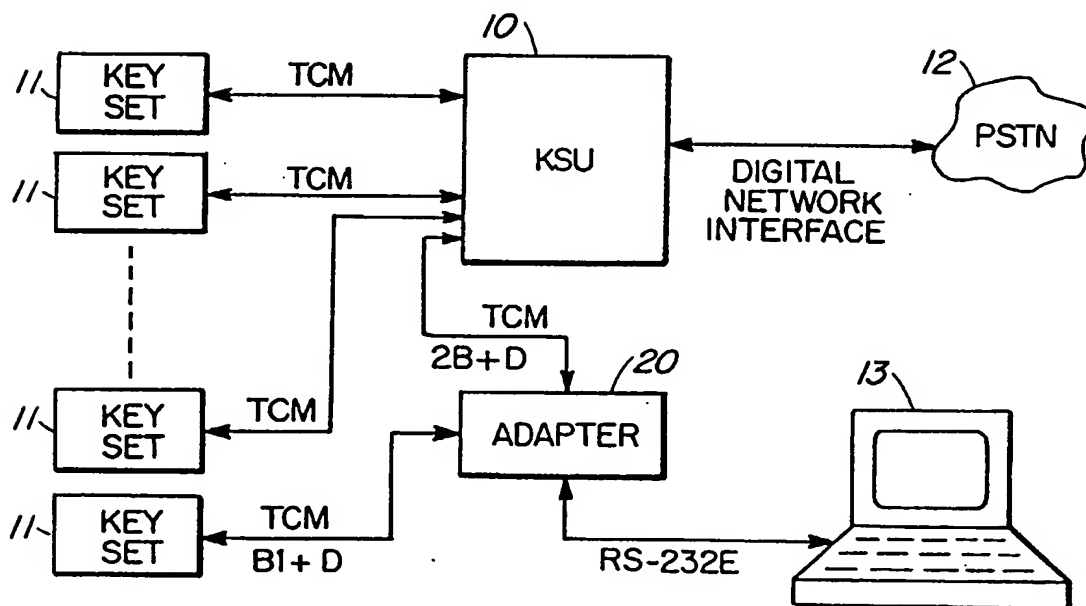 10
11
KEY
SET
TCM
KSU
12
PSTN
DIGITAL
NETWORK
INTERFACE
11
KEY
SET
TCM
TCM
2B+D
20
ADAPTER
13
11
KEY
SET
TCM
11
KEY
SET
TCM
B1+D
RS-232E